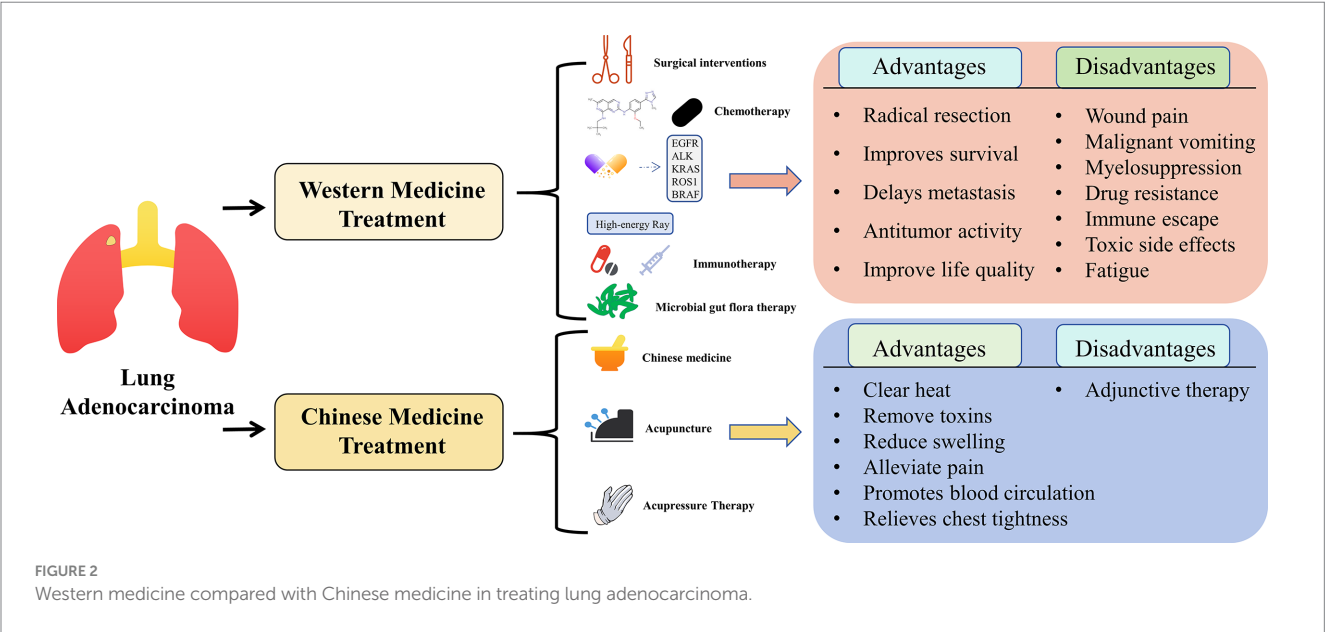 Lung
Adenocarcinoma
Western Medicine
Treatment
Chinese Medicine
Treatment
Surgical interventions
Chemotherapy
EGFR
ALK
KRAS
ROS1
BRAF
High-energy Ray
Immunotherapy
Microbial gut flora therapy
Chinese medicine
Acupuncture
Acupressure Therapy
Advantages
• Radical resection
• Improves survival
• Delays metastasis
• Antitumor activity
• Improve life quality
Disadvantages
• Wound pain
• Malignant vomiting
• Myelosuppression
• Drug resistance
• Immune escape
• Toxic side effects
• Fatigue
Advantages
• Clear heat
• Remove toxins
• Reduce swelling
• Alleviate pain
• Promotes blood circulation
• Relieves chest tightness
Disadvantages
• Adjunctive therapy
FIGURE 2
Western medicine compared with Chinese medicine in treating lung adenocarcinoma.